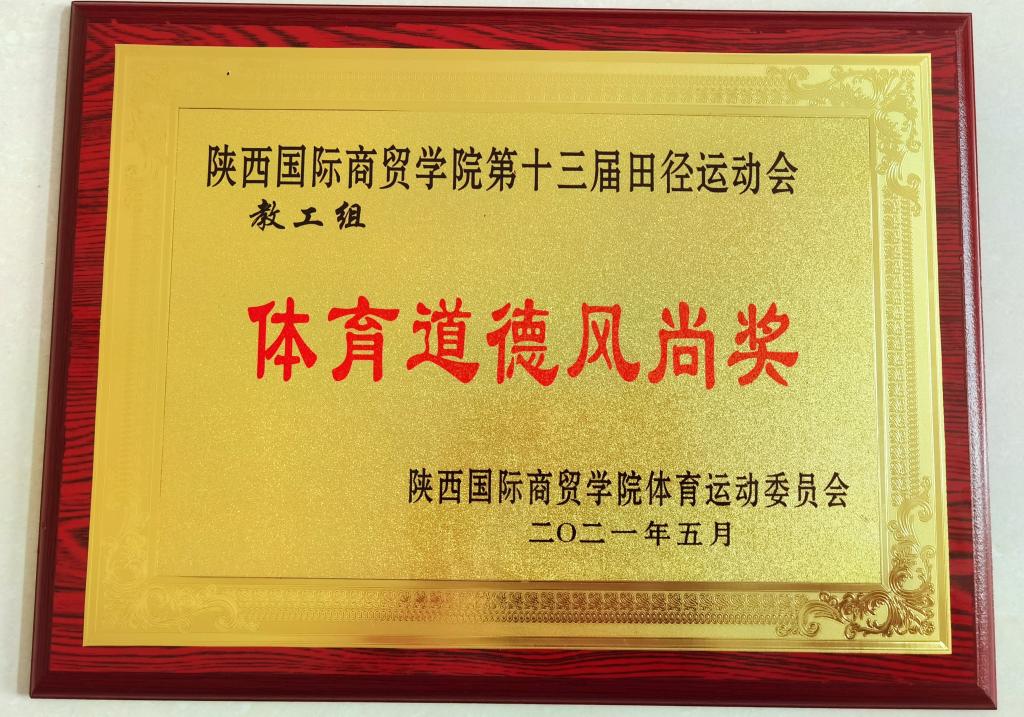 陕西国际商贸学院第十三届田径运动会
教工组
体育道德风尚奖
陕西国际商贸学院体育运动委员会
二〇二一年五月